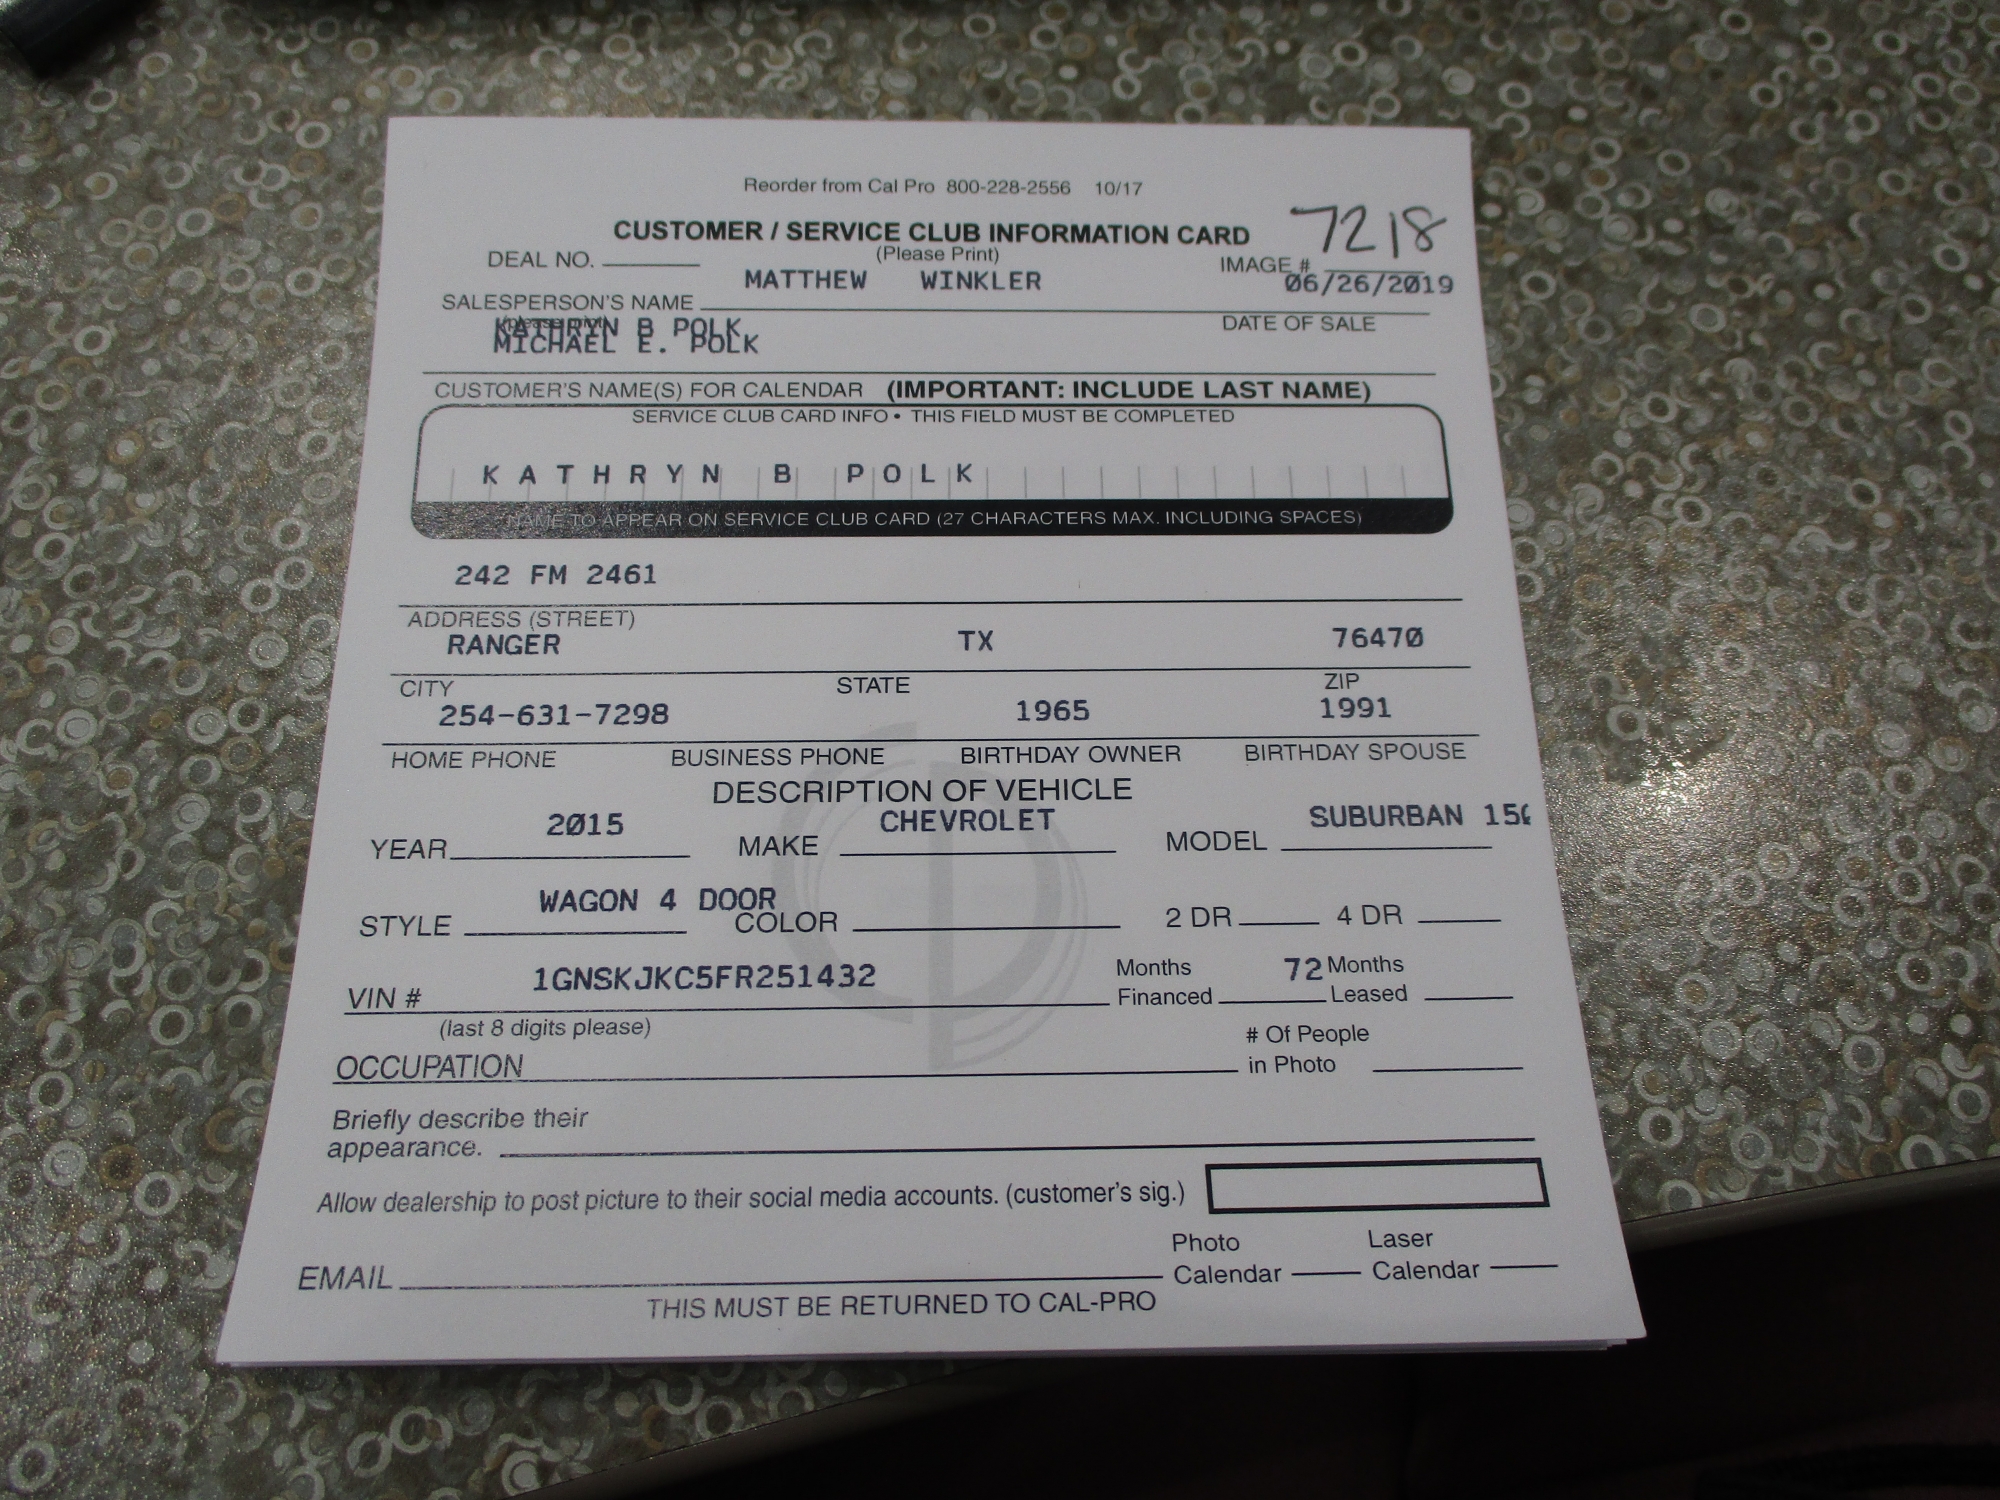 Reorder from Cal Pro 800-228-2556 10/17
CUSTOMER / SERVICE CLUB INFORMATION CARD 7218
DEAL NO. (Please Print) IMAGE #
MATTHEW WINKLER 06/26/2019
SALESPERSON'S NAME
(please print) DATE OF SALE
KATHRYN B POLK
MICHAEL E. POLK
CUSTOMER'S NAME(S) FOR CALENDAR (IMPORTANT: INCLUDE LAST NAME)
SERVICE CLUB CARD INFO • THIS FIELD MUST BE COMPLETED
KATHRYN B POLK
NAME TO APPEAR ON SERVICE CLUB CARD (27 CHARACTERS MAX. INCLUDING SPACES)
242 FM 2461
ADDRESS (STREET)
RANGER TX 76470
CITY STATE ZIP
254-631-7298 1965 1991
HOME PHONE BUSINESS PHONE BIRTHDAY OWNER BIRTHDAY SPOUSE
DESCRIPTION OF VEHICLE
2015 CHEVROLET SUBURBAN 150
YEAR MAKE MODEL
WAGON 4 DOOR
STYLE COLOR 2 DR 4 DR
1GNSKJKC5FR251432 Months 72 Months
VIN # Financed Leased
(last 8 digits please) # Of People
OCCUPATION in Photo
Briefly describe their
appearance.
Allow dealership to post picture to their social media accounts. (customer's sig.)
Photo Laser
EMAIL Calendar Calendar
THIS MUST BE RETURNED TO CAL-PRO